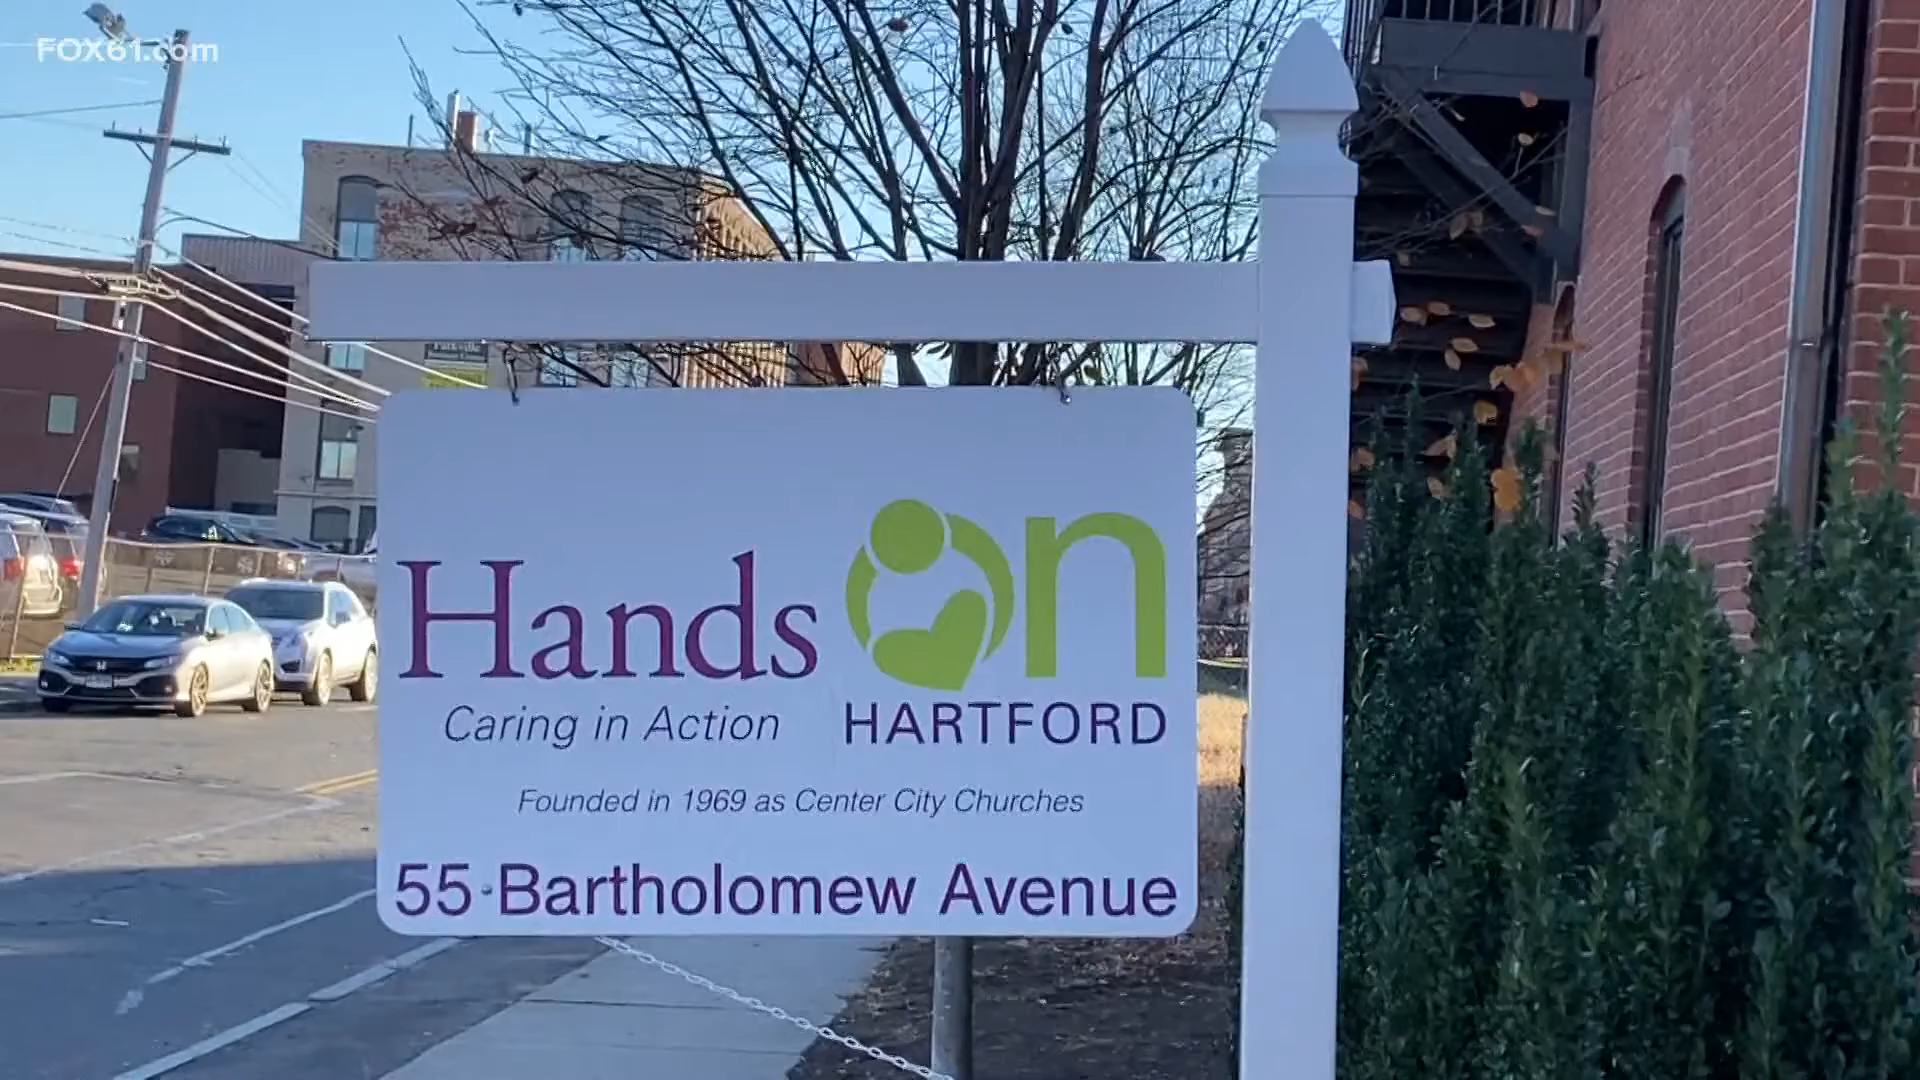 FOX61.com
Hands On
Caring in Action HARTFORD
Founded in 1969 as Center City Churches
55 Bartholomew Avenue